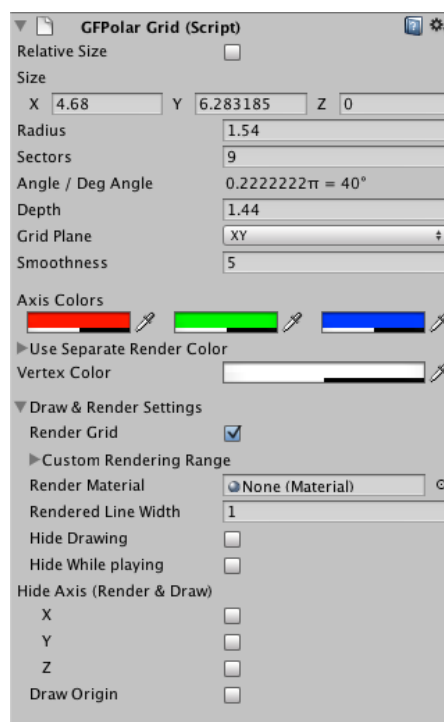 GFPolar Grid (Script)
Relative Size
Size
X 4.68 Y 6.283185 Z 0
Radius 1.54
Sectors 9
Angle / Deg Angle 0.2222222π = 40°
Depth 1.44
Grid Plane XY
Smoothness 5
Axis Colors
Use Separate Render Color
Vertex Color
Draw & Render Settings
Render Grid
Custom Rendering Range
Render Material None (Material)
Rendered Line Width 1
Hide Drawing
Hide While playing
Hide Axis (Render & Draw)
X
Y
Z
Draw Origin